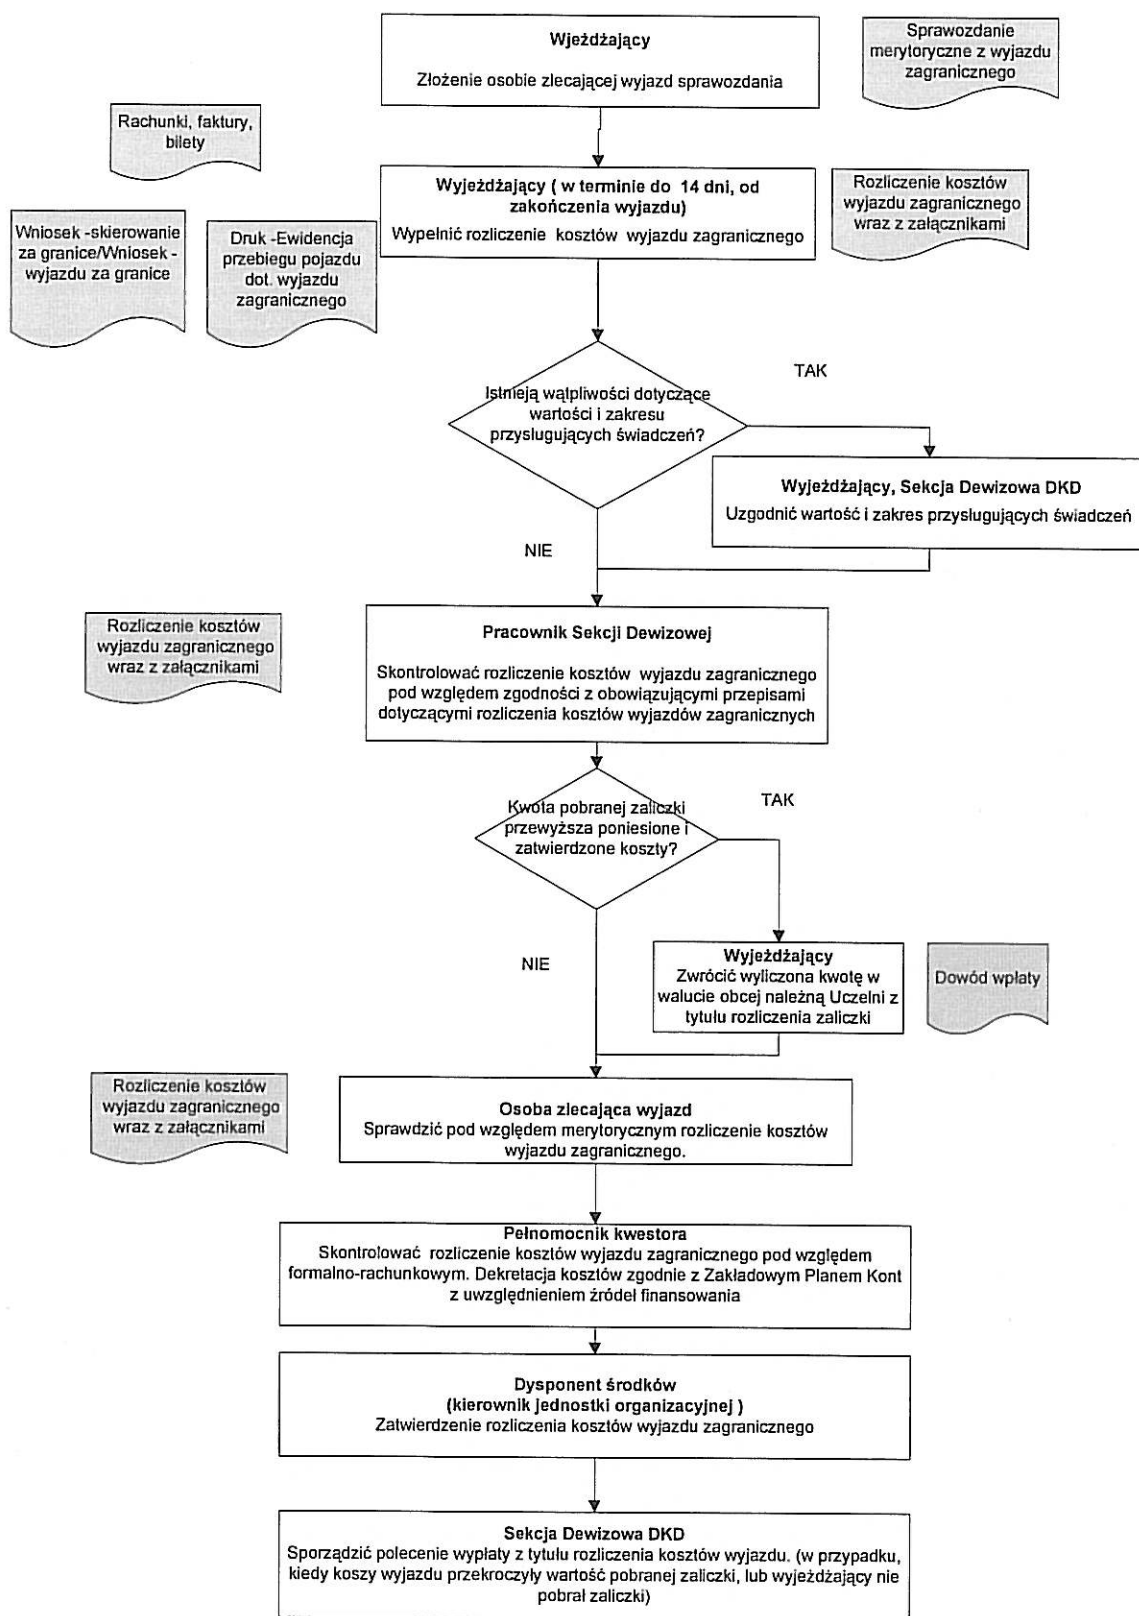 Wjeżdżający
Złożenie osobie zlecającej wyjazd sprawozdania
Sprawozdanie
merytoryczne z wyjazdu
zagranicznego
Rachunki, faktury,
bilety
Wyjeżdżający ( w terminie do 14 dni, od
zakończenia wyjazdu)
Wypełnić rozliczenie kosztów wyjazdu zagranicznego
Rozliczenie kosztów
wyjazdu zagranicznego
wraz z załącznikami
Wniosek -skierowanie
za granice/Wniosek -
wyjazdu za granice
Druk -Ewidencja
przebiegu pojazdu
dot. wyjazdu
zagranicznego
Istnieją wątpliwości dotyczące
wartości i zakresu
przysługujących świadczeń?
TAK
Wyjeżdżający, Sekcja Dewizowa DKD
Uzgodnić wartość i zakres przysługujących świadczeń
NIE
Rozliczenie kosztów
wyjazdu zagranicznego
wraz z załącznikami
Pracownik Sekcji Dewizowej
Skontrolować rozliczenie kosztów wyjazdu zagranicznego
pod względem zgodności z obowiązującymi przepisami
dotyczącymi rozliczenia kosztów wyjazdów zagranicznych
Kwota pobranej zaliczki
przewyższa poniesione i
zatwierdzone koszty?
TAK
NIE
Wyjeżdżający
Zwrócić wyliczona kwotę w
walucie obcej należną Uczelni z
tytułu rozliczenia zaliczki
Dowód wpłaty
Rozliczenie kosztów
wyjazdu zagranicznego
wraz z załącznikami
Osoba zlecająca wyjazd
Sprawdzić pod względem merytorycznym rozliczenie kosztów
wyjazdu zagranicznego.
Pełnomocnik kwestora
Skontrolować rozliczenie kosztów wyjazdu zagranicznego pod względem
formalno-rachunkowym. Dekretacja kosztów zgodnie z Zakładowym Planem Kont
z uwzględnieniem źródeł finansowania
Dysponent środków
(kierownik jednostki organizacyjnej )
Zatwierdzenie rozliczenia kosztów wyjazdu zagranicznego
Sekcja Dewizowa DKD
Sporządzić polecenie wypłaty z tytułu rozliczenia kosztów wyjazdu. (w przypadku,
kiedy koszy wyjazdu przekroczyły wartość pobranej zaliczki, lub wyjeżdżający nie
pobrał zaliczki)